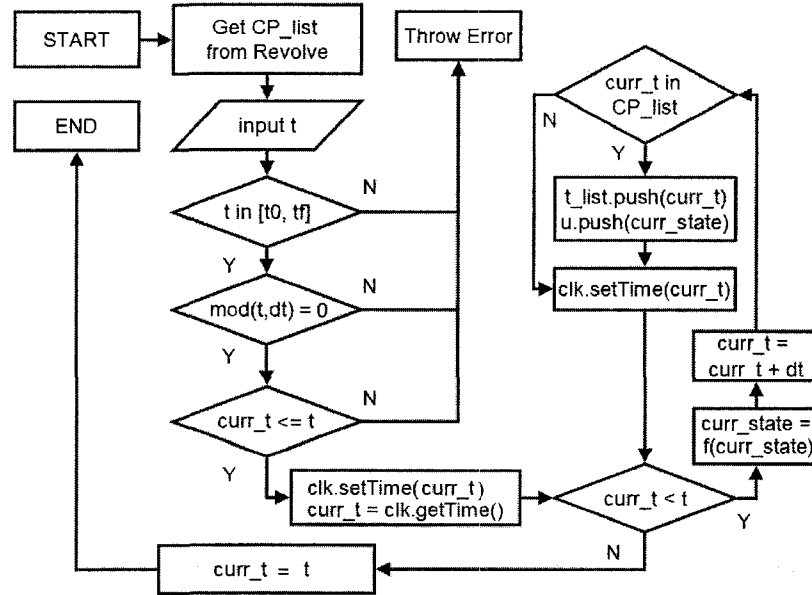 START
Get CP_list
from Revolve
Throw Error
END
input t
curr_t in
CP_list
N
Y
t in [t0, tf]
N
Y
t_list.push(curr_t)
u.push(curr_state)
mod(t,dt) = 0
N
Y
clk.setTime(curr_t)
curr_t =
curr_t + dt
curr_t <= t
N
Y
curr_state =
f(curr_state)
clk.setTime(curr_t)
curr_t = clk.getTime()
curr_t < t
Y
N
curr_t = t